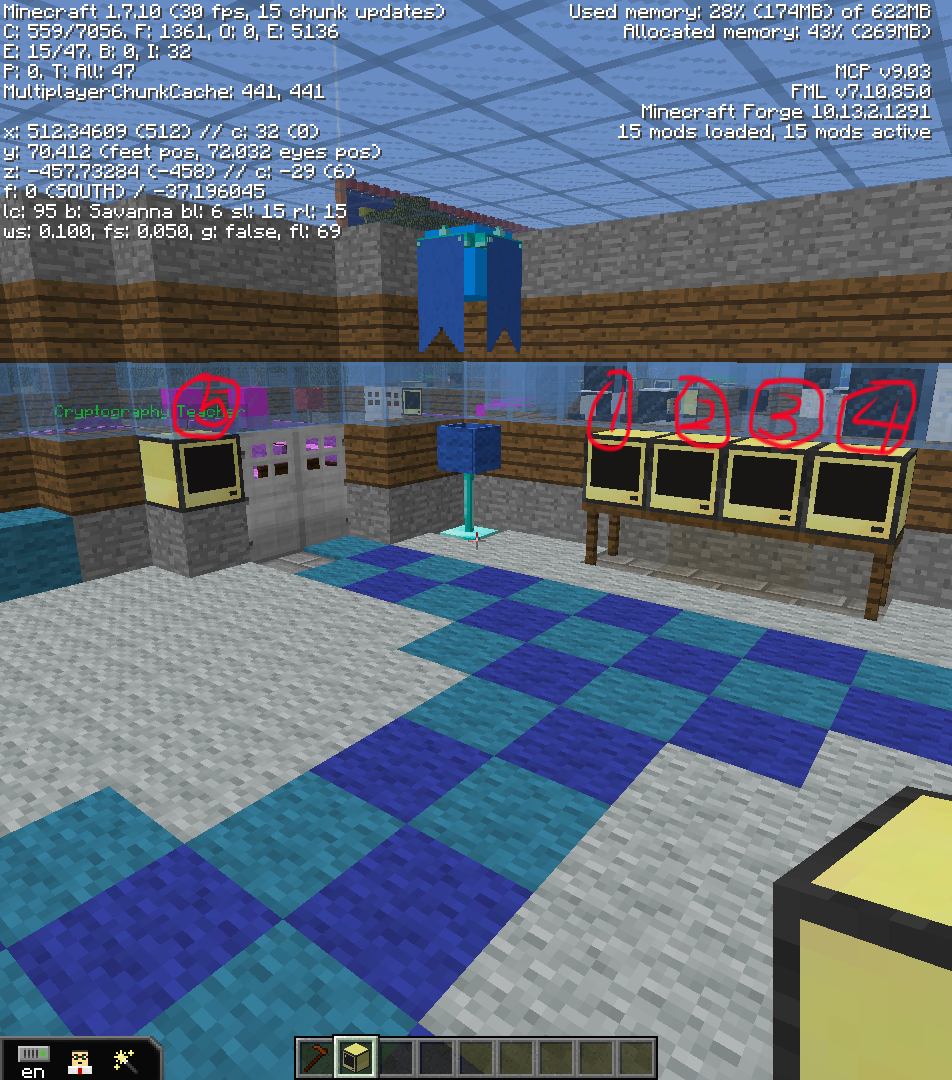 Minecraft 1.7.10 (30 fps, 15 chunk updates)
C: 559/7056. F: 1361, O: 0, E: 5136
E: 15/47. B: 0, I: 32
P: 0, T: All: 47
MultiplayerChunkCache: 441, 441
x: 512.34609 (512) // c: 32 (0)
y: 70.412 (feet pos, 72.032 eyes pos)
z: -457.73284 (-458) // c: -29 (6)
f: 0 (SOUTH) / -37.196045
lc: 95 b: Savanna bl: 6 sl: 15 rl: 15
ws: 0.100, fs: 0.050, g: false, fl: 69
Used memory: 28% (174MB) of 622MB
Allocated memory: 43% (269MB)
MCP v9.03
FML v7.10.85.0
Minecraft Forge 10.13.2.1291
15 mods loaded, 15 mods active
Cryptography Teacher
5
1
2
3
4
en